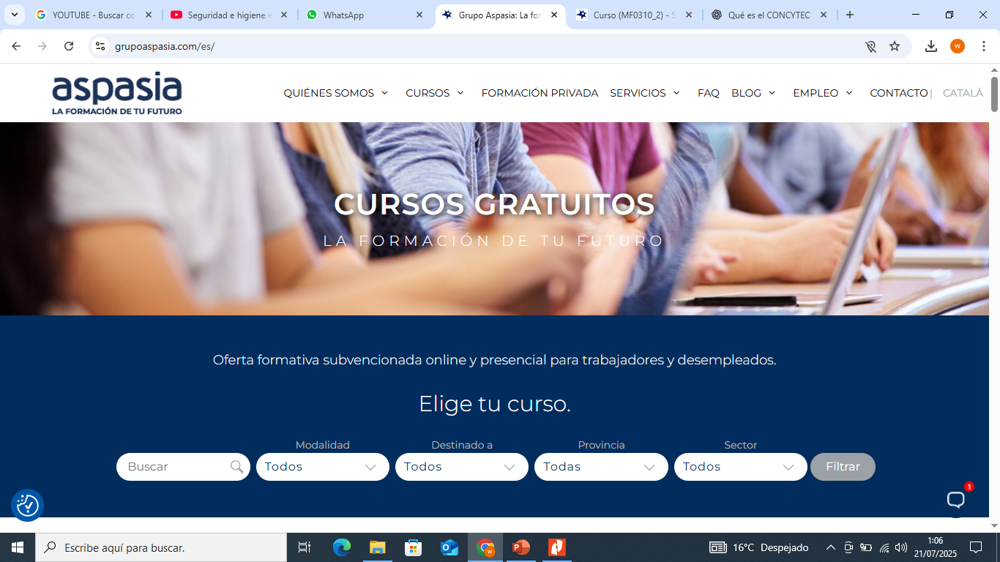 YOUTUBE - Buscar co
Seguridad e higiene e
WhatsApp
Grupo Aspasia: La for
Curso (MF0310_2) - S
Qué es el CONCYTEC
grupoaspasia.com/es/
W
aspasia
LA FORMACIÓN DE TU FUTURO
QUIÉNES SOMOS CURSOS FORMACIÓN PRIVADA SERVICIOS FAQ BLOG EMPLEO CONTACTO | CATALÀ
CURSOS GRATUITOS
LA FORMACIÓN DE TU FUTURO
Oferta formativa subvencionada online y presencial para trabajadores y desempleados.
Elige tu curso.
Modalidad Destinado a Provincia Sector
Buscar Todos Todos Todas Todos Filtrar
1
Escribe aquí para buscar.
16°C Despejado
1:06
21/07/2025